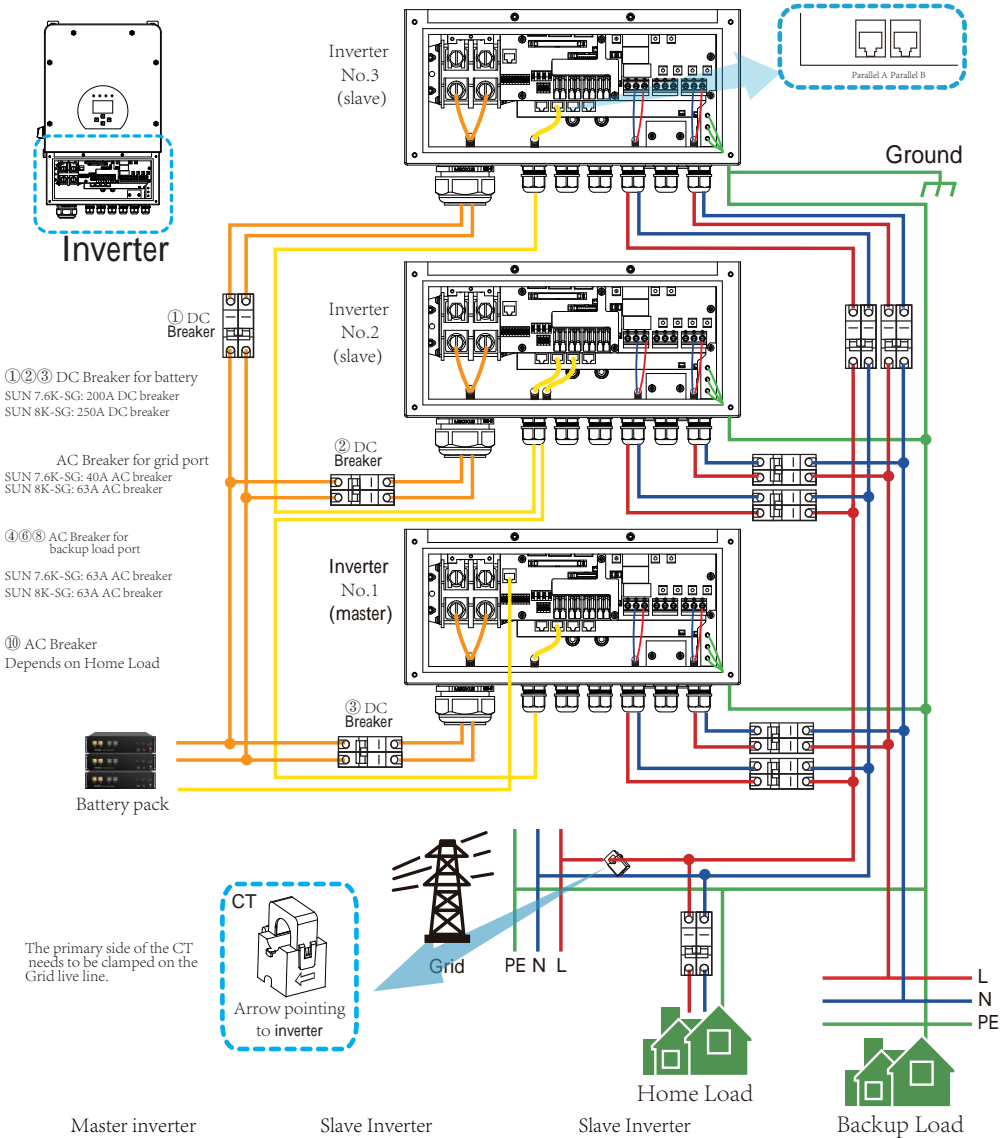 Inverter
No.3
(slave)
Parallel A Parallel B
Ground
Inverter
① DC
Breaker
Inverter
No.2
(slave)
①②③ DC Breaker for battery
SUN 7.6K-SG: 200A DC breaker
SUN 8K-SG: 250A DC breaker
② DC
Breaker
AC Breaker for grid port
SUN 7.6K-SG: 40A AC breaker
SUN 8K-SG: 63A AC breaker
④⑥⑧ AC Breaker for
backup load port
SUN 7.6K-SG: 63A AC breaker
SUN 8K-SG: 63A AC breaker
Inverter
No.1
(master)
⑩ AC Breaker
Depends on Home Load
③ DC
Breaker
Battery pack
CT
The primary side of the CT
needs to be clamped on the
Grid live line.
Arrow pointing
to inverter
Grid
PE N L
L
N
PE
Home Load
Backup Load
Master inverter
Slave Inverter
Slave Inverter